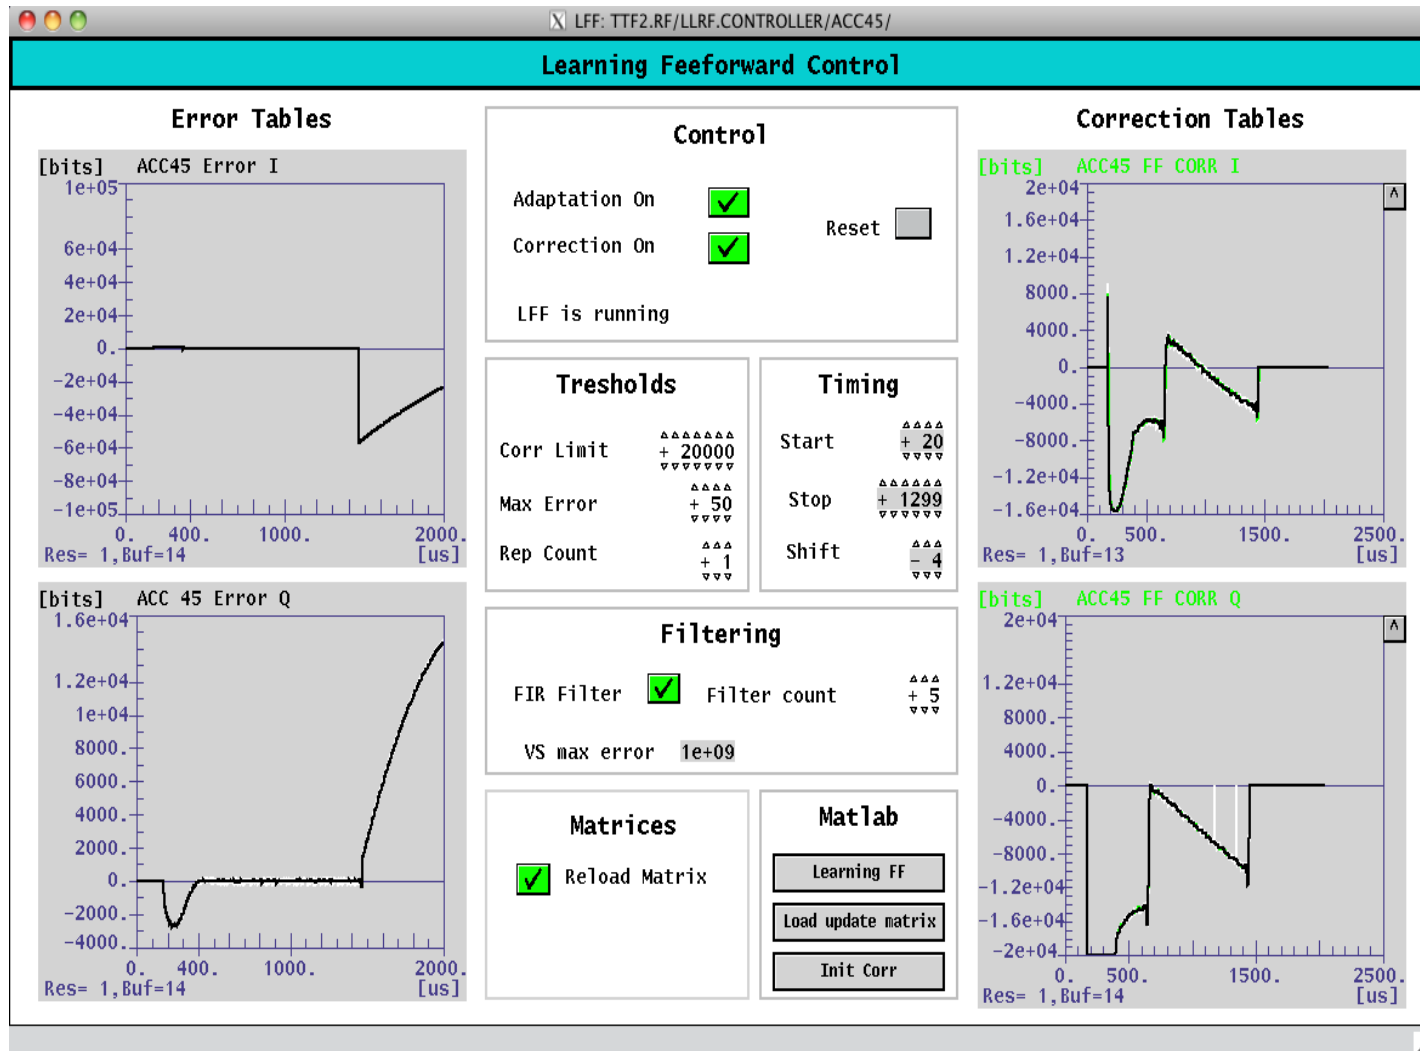 LFF: TTF2.RF/LLRF.CONTROLLER/ACC45/
Learning Feeforward Control
Error Tables
[bits] ACC45 Error I
1e+05
6e+04
4e+04
2e+04
0.
-2e+04
-4e+04
-6e+04
-8e+04
-1e+05
0. 400. 1000. 2000.
Res= 1,Buf=14 [us]
[bits] ACC 45 Error Q
1.6e+04
1.2e+04
1e+04
8000.
6000.
4000.
2000.
0.
-2000.
-4000.
0. 400. 1000. 2000.
Res= 1,Buf=14 [us]
Control
Adaptation On
Correction On
Reset
LFF is running
Tresholds
Corr Limit + 20000
Max Error + 50
Rep Count + 1
Timing
Start + 20
Stop + 1299
Shift - 4
Filtering
FIR Filter Filter count + 5
VS max error 1e+09
Matrices
Reload Matrix
Matlab
Learning FF
Load update matrix
Init Corr
Correction Tables
[bits] ACC45 FF CORR I
^
2e+04
1.6e+04
1.2e+04
8000.
4000.
0.
-4000.
-8000.
-1.2e+04
-1.6e+04
0. 500. 1500. 2500.
Res= 1,Buf=13 [us]
[bits] ACC45 FF CORR Q
^
2e+04
1.2e+04
8000.
4000.
0.
-4000.
-8000.
-1.2e+04
-1.6e+04
-2e+04
0. 500. 1500. 2500.
Res= 1,Buf=14 [us]